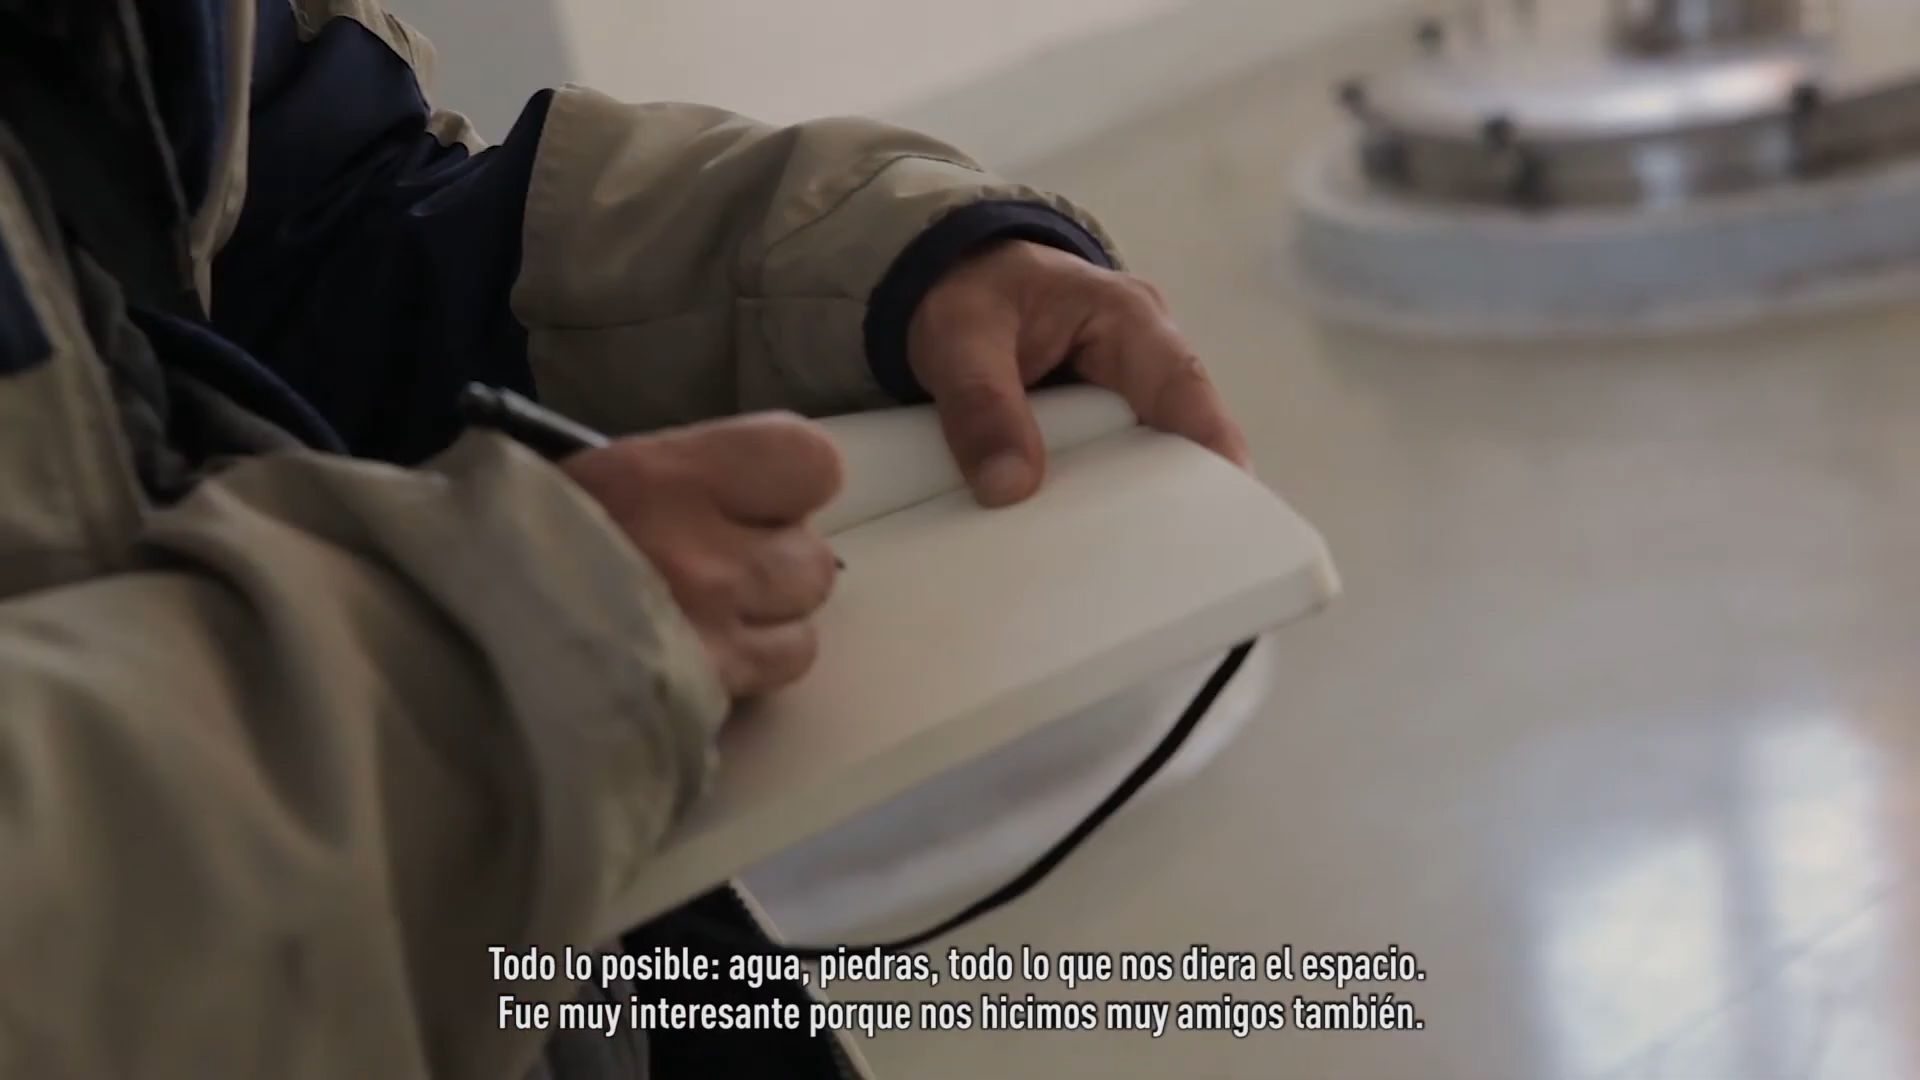 Todo lo posible: agua, piedras, todo lo que nos diera el espacio.
Fue muy interesante porque nos hicimos muy amigos también.